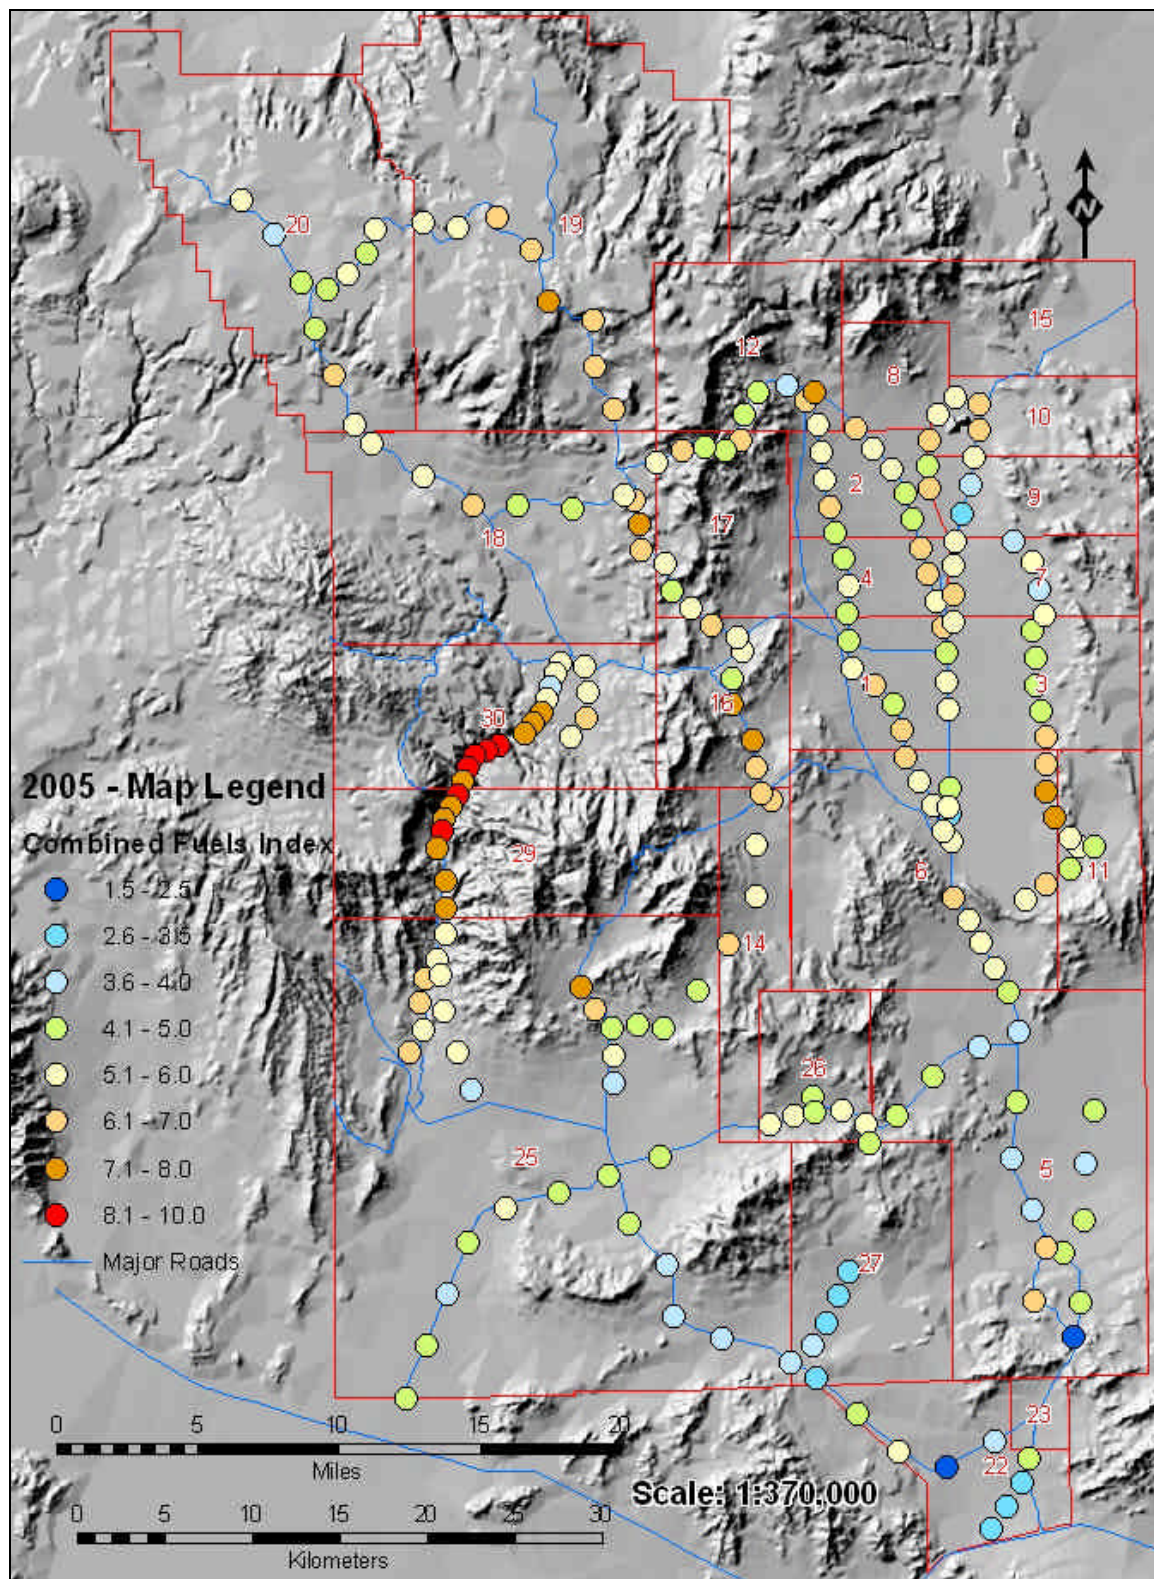 N
20
19
15
12
8
10
2
9
17
18
4
7
1
3
16
30
2005 - Map Legend
Combined Fuels Index
29
6
11
1.5 - 2.5
2.6 - 3.5
14
3.6 - 4.0
4.1 - 5.0
5.1 - 6.0
26
6.1 - 7.0
7.1 - 8.0
25
5
8.1 - 10.0
Major Roads
27
0 5 10 15 20
Miles
23
22
Scale: 1:370,000
0 5 10 15 20 25 30
Kilometers